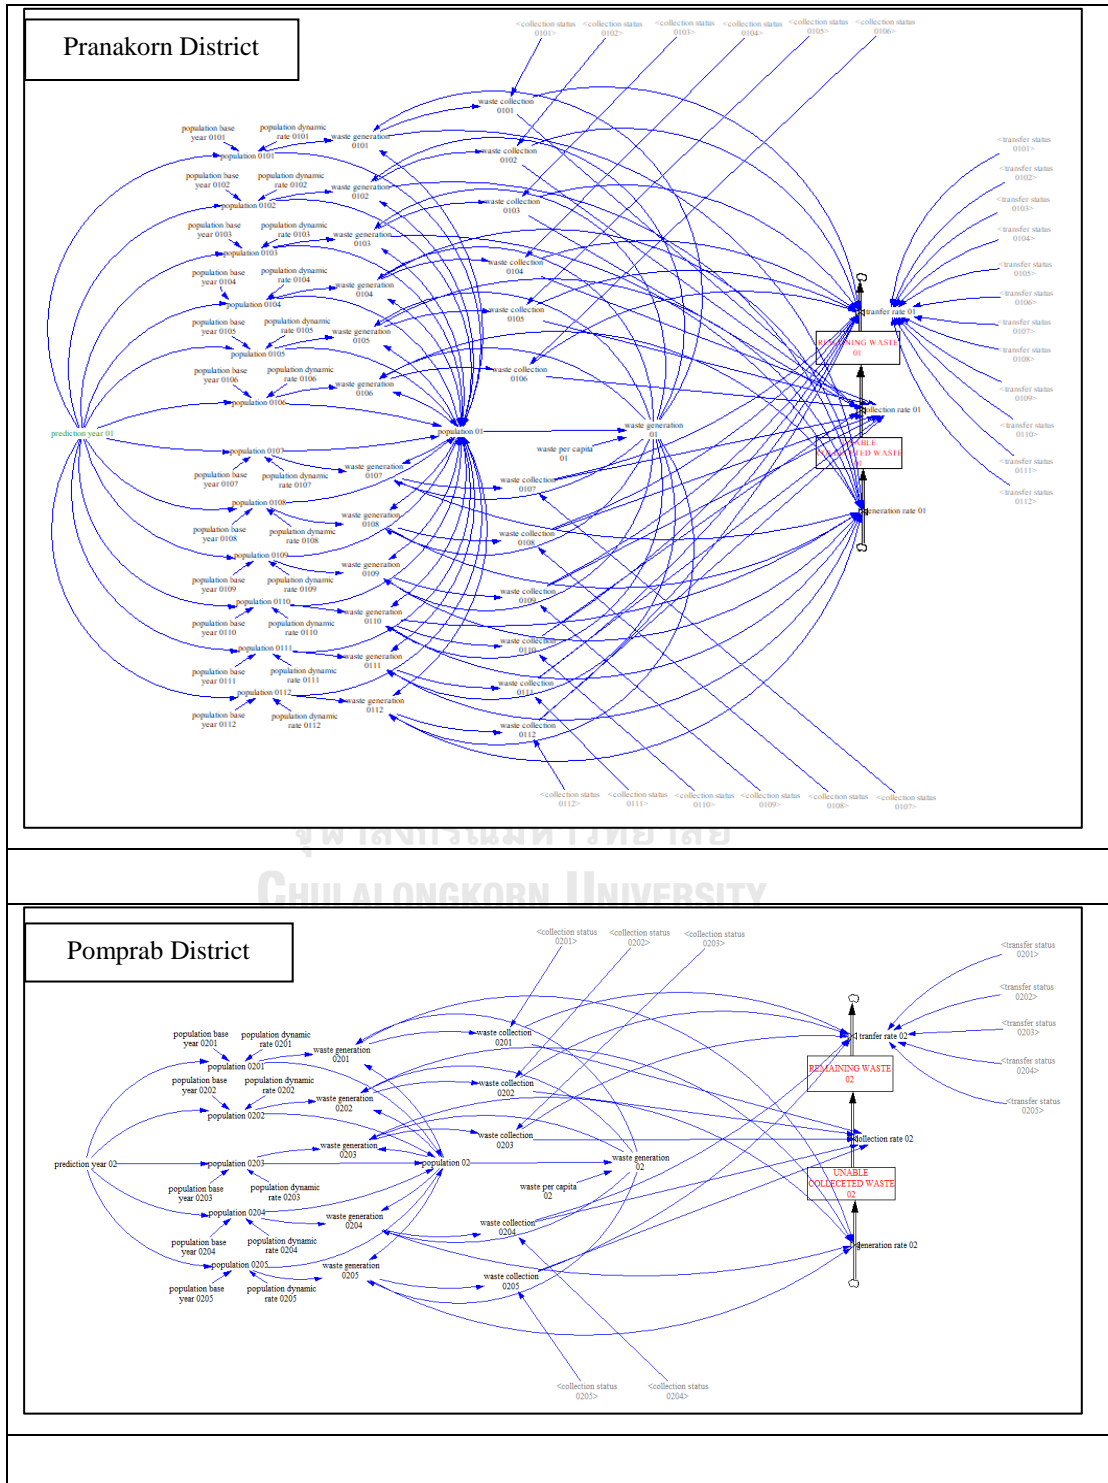 Pranakorn District
<collection status
0101>
<collection status
0102>
<collection status
0103>
<collection status
0104>
<collection status
0105>
<collection status
0106>
waste collection
0101
population base
year 0101
population dynamic
rate 0101
waste generation
0101
population 0101
waste collection
0102
<transfer status
0101>
population base
year 0102
population dynamic
rate 0102
waste generation
0102
population 0102
waste collection
0103
<transfer status
0102>
population base
year 0103
population dynamic
rate 0103
waste generation
0103
population 0103
waste collection
0104
<transfer status
0103>
<transfer status
0104>
population base
year 0104
population dynamic
rate 0104
waste generation
0104
population 0104
waste collection
0105
<transfer status
0105>
<transfer status
0106>
tranfer rate 01
population base
year 0105
population dynamic
rate 0105
waste generation
0105
population 0105
REMAINING WASTE
01
<transfer status
0107>
<transfer status
0108>
population base
year 0106
population dynamic
rate 0106
waste generation
0106
population 0106
waste collection
0106
<transfer status
0109>
collection rate 01
prediction year 01
population 01
waste generation
01
waste per capita
01
<transfer status
0110>
UNABLE
COLLECETED WASTE
01
population 0107
population base
year 0107
population dynamic
rate 0107
waste generation
0107
waste collection
0107
<transfer status
0111>
<transfer status
0112>
population 0108
population base
year 0108
population dynamic
rate 0108
waste generation
0108
waste collection
0108
generation rate 01
population 0109
population base
year 0109
population dynamic
rate 0109
waste generation
0109
waste collection
0109
population 0110
population base
year 0110
population dynamic
rate 0110
waste generation
0110
waste collection
0110
population 0111
population base
year 0111
population dynamic
rate 0111
waste generation
0111
waste collection
0111
population 0112
population base
year 0112
population dynamic
rate 0112
waste generation
0112
waste collection
0112
<collection status
0112>
<collection status
0111>
<collection status
0110>
<collection status
0109>
<collection status
0108>
<collection status
0107>
จุฬาลงกรณ์มหาวิทยาลัย
CHULALONGKORN UNIVERSITY
Pomprab District
<collection status
0201>
<collection status
0202>
<collection status
0203>
<transfer status
0201>
<transfer status
0202>
<transfer status
0203>
<transfer status
0204>
<transfer status
0205>
population base
year 0201
population dynamic
rate 0201
waste generation
0201
waste collection
0201
tranfer rate 02
population 0201
REMAINING WASTE
02
population base
year 0202
population dynamic
rate 0202
waste generation
0202
waste collection
0202
population 0202
waste generation
0203
waste collection
0203
collection rate 02
prediction year 02
population 0203
population 02
waste generation
02
waste per capita
02
UNABLE
COLLECETED WASTE
02
population base
year 0203
population dynamic
rate 0203
population 0204
waste generation
0204
waste collection
0204
generation rate 02
population base
year 0204
population dynamic
rate 0204
population 0205
waste generation
0205
waste collection
0205
population base
year 0205
population dynamic
rate 0205
<collection status
0205>
<collection status
0204>